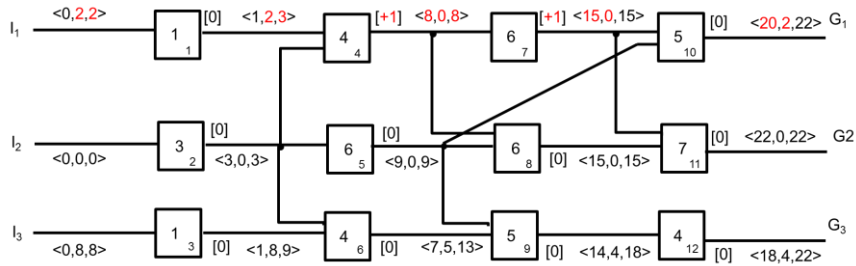 <0,2,2> [0] <1,2,3> [+1] <8,0,8> [+1] <15,0,15> [0] <20,2,22> G₁
I₁ 1 1 4 4 6 7 5 10
[0] [0] [0] <22,0,22> G2
I₂ 3 2 6 5 6 8 7 11
<0,0,0> <3,0,3> <9,0,9> [0] <15,0,15>
I₃ 1 3 4 6 5 9 4 12 G₃
<0,8,8> [0] <1,8,9> [0] <7,5,13> [0] <14,4,18> [0] <18,4,22>